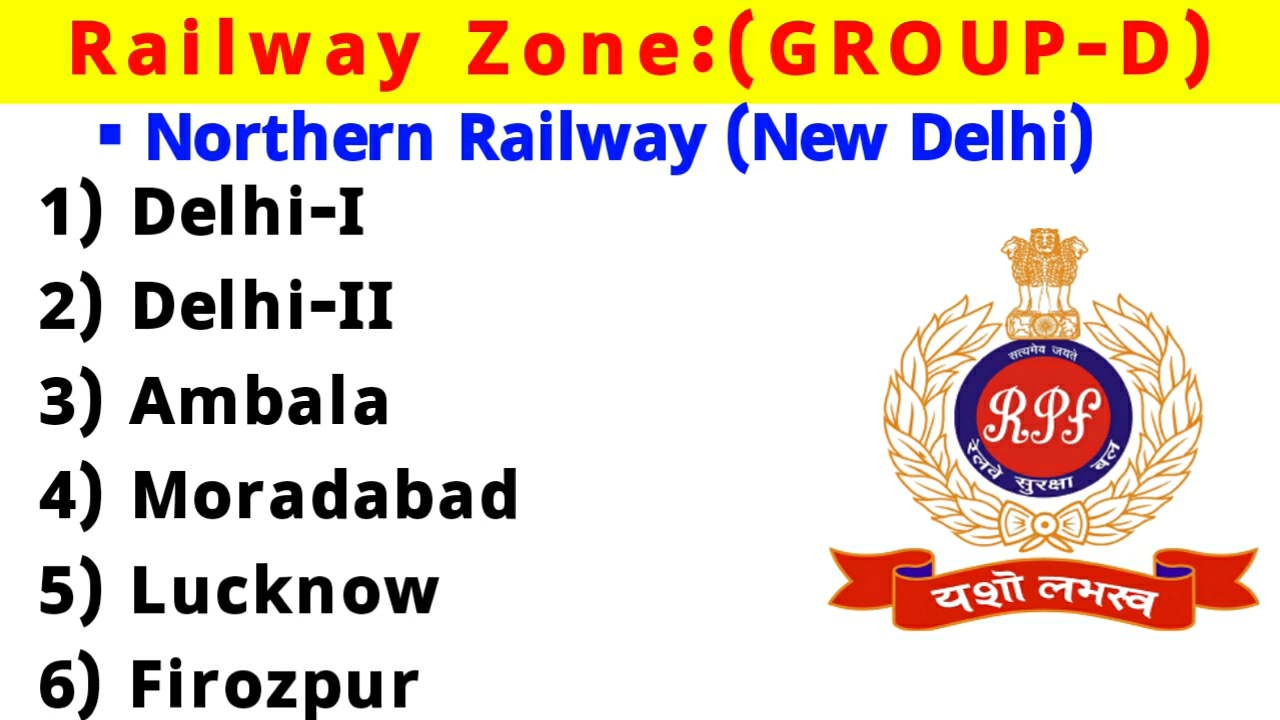 Railway Zone:(GROUP-D)
▪ Northern Railway (New Delhi)
1) Delhi-I
2) Delhi-II
3) Ambala
4) Moradabad
5) Lucknow
6) Firozpur
सत्यमेव जयते
RPf
रेलवे सुरक्षा बल
यशो लभस्व